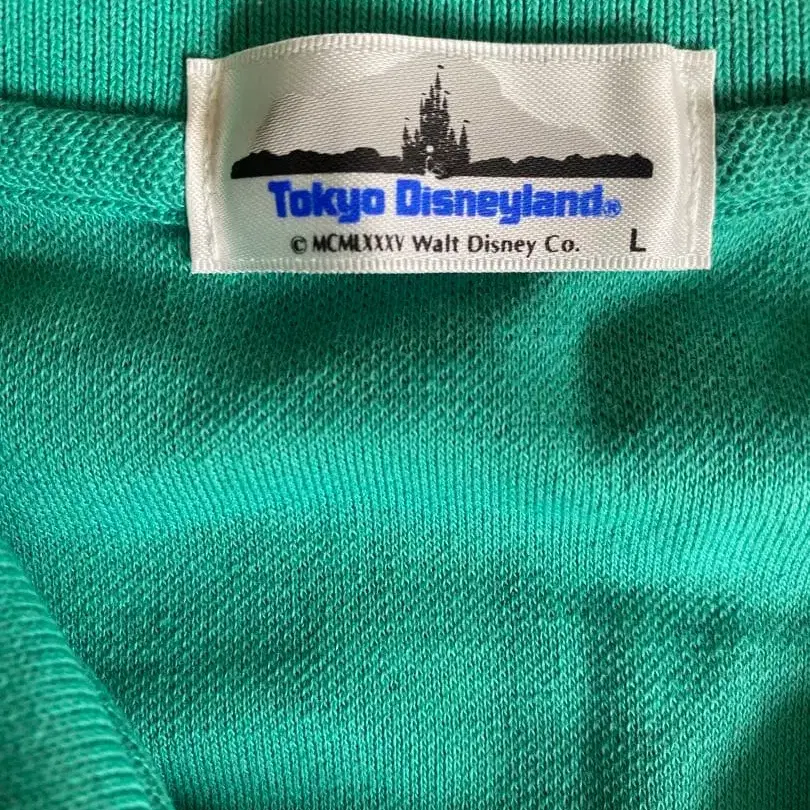 Tokyo Disneyland®
© MCMLXXXV Walt Disney Co. L